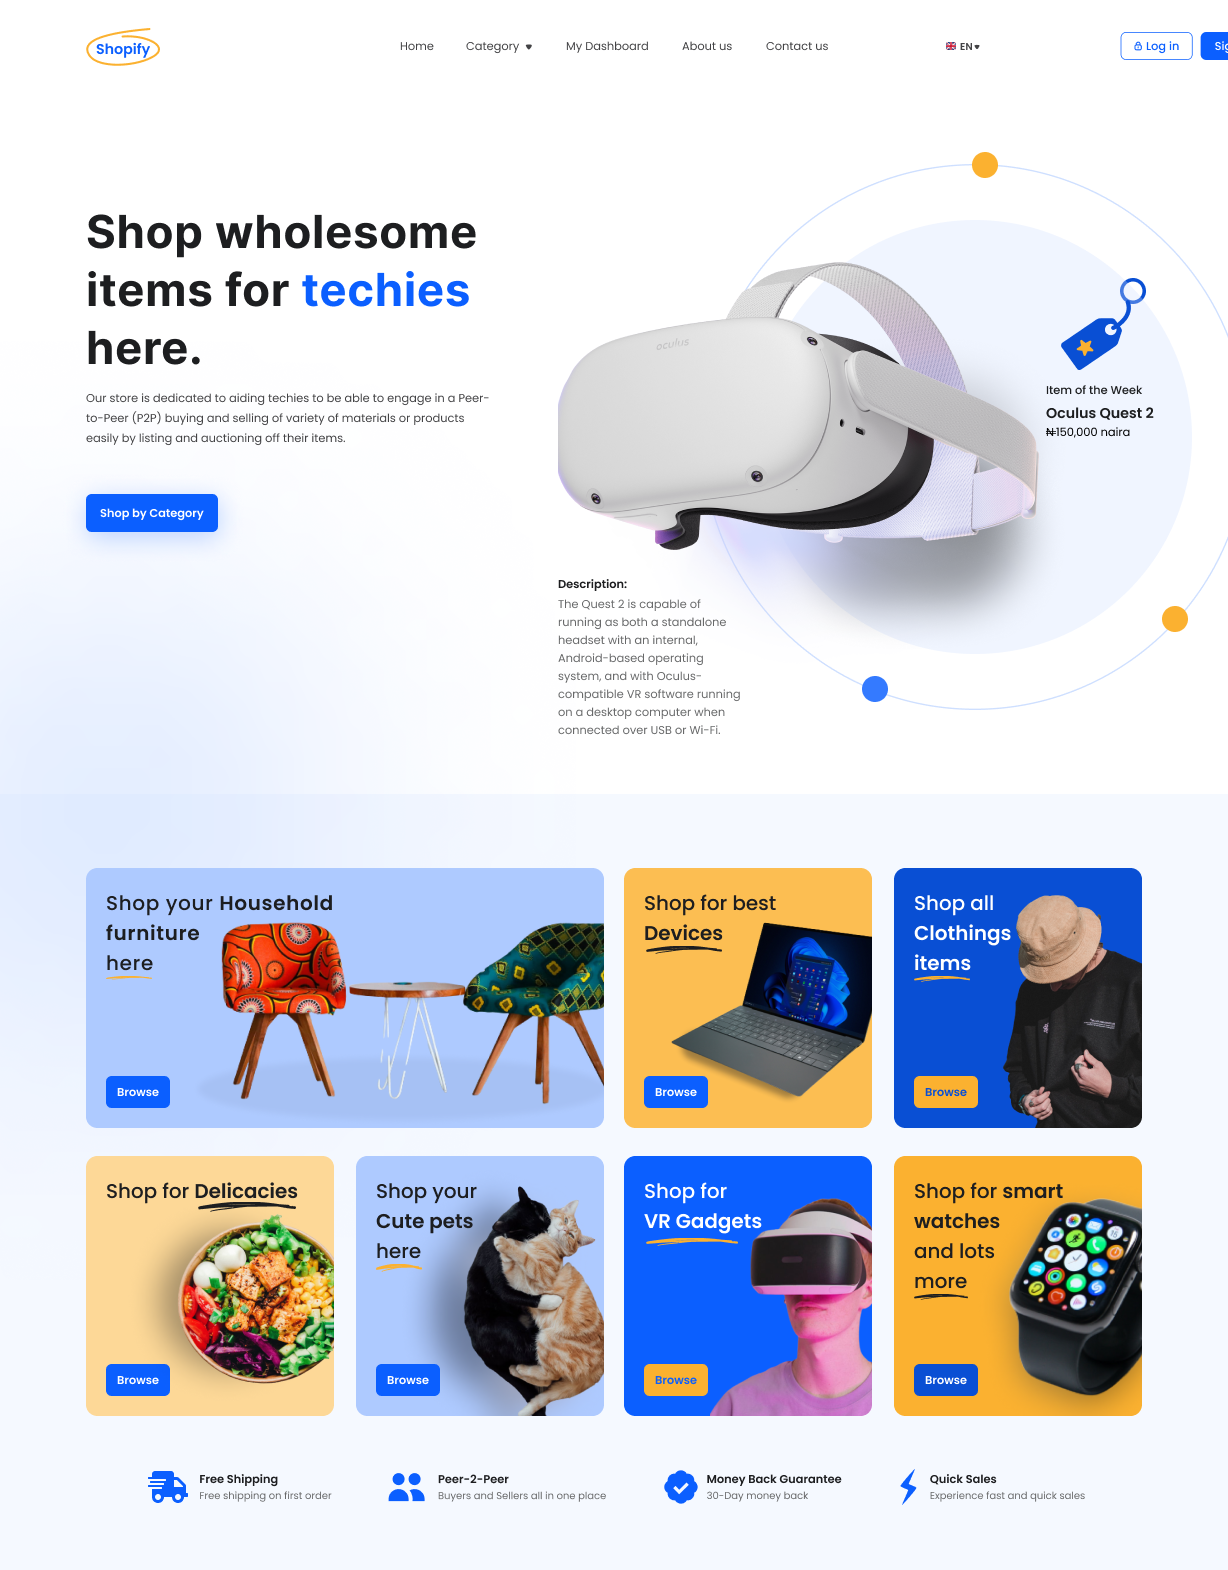 Shopify
Home
Category
My Dashboard
About us
Contact us
EN
Log in
Shop wholesome
items for techies
here.
Our store is dedicated to aiding techies to be able to engage in a Peer-
to-Peer (P2P) buying and selling of variety of materials or products
easily by listing and auctioning off their items.
Shop by Category
oculus
Item of the Week
Oculus Quest 2
₦150,000 naira
Description:
The Quest 2 is capable of
running as both a standalone
headset with an internal,
Android-based operating
system, and with Oculus-
compatible VR software running
on a desktop computer when
connected over USB or Wi-Fi.
Shop your Household
furniture
here
Browse
Shop for best
Devices
Browse
Shop all
Clothings
items
Browse
Shop for Delicacies
Browse
Shop your
Cute pets
here
Browse
Shop for
VR Gadgets
Browse
Shop for smart
watches
and lots
more
Browse
Free Shipping
Free shipping on first order
Peer-2-Peer
Buyers and Sellers all in one place
Money Back Guarantee
30-Day money back
Quick Sales
Experience fast and quick sales